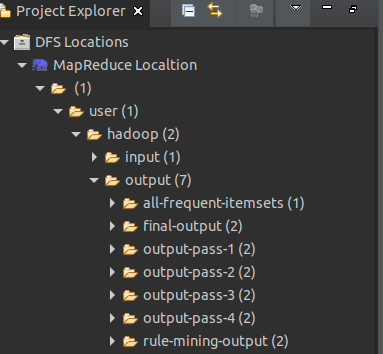 Project Explorer
DFS Locations
MapReduce Localtion
(1)
user (1)
hadoop (2)
input (1)
output (7)
all-frequent-itemsets (1)
final-output (2)
output-pass-1 (2)
output-pass-2 (2)
output-pass-3 (2)
output-pass-4 (2)
rule-mining-output (2)